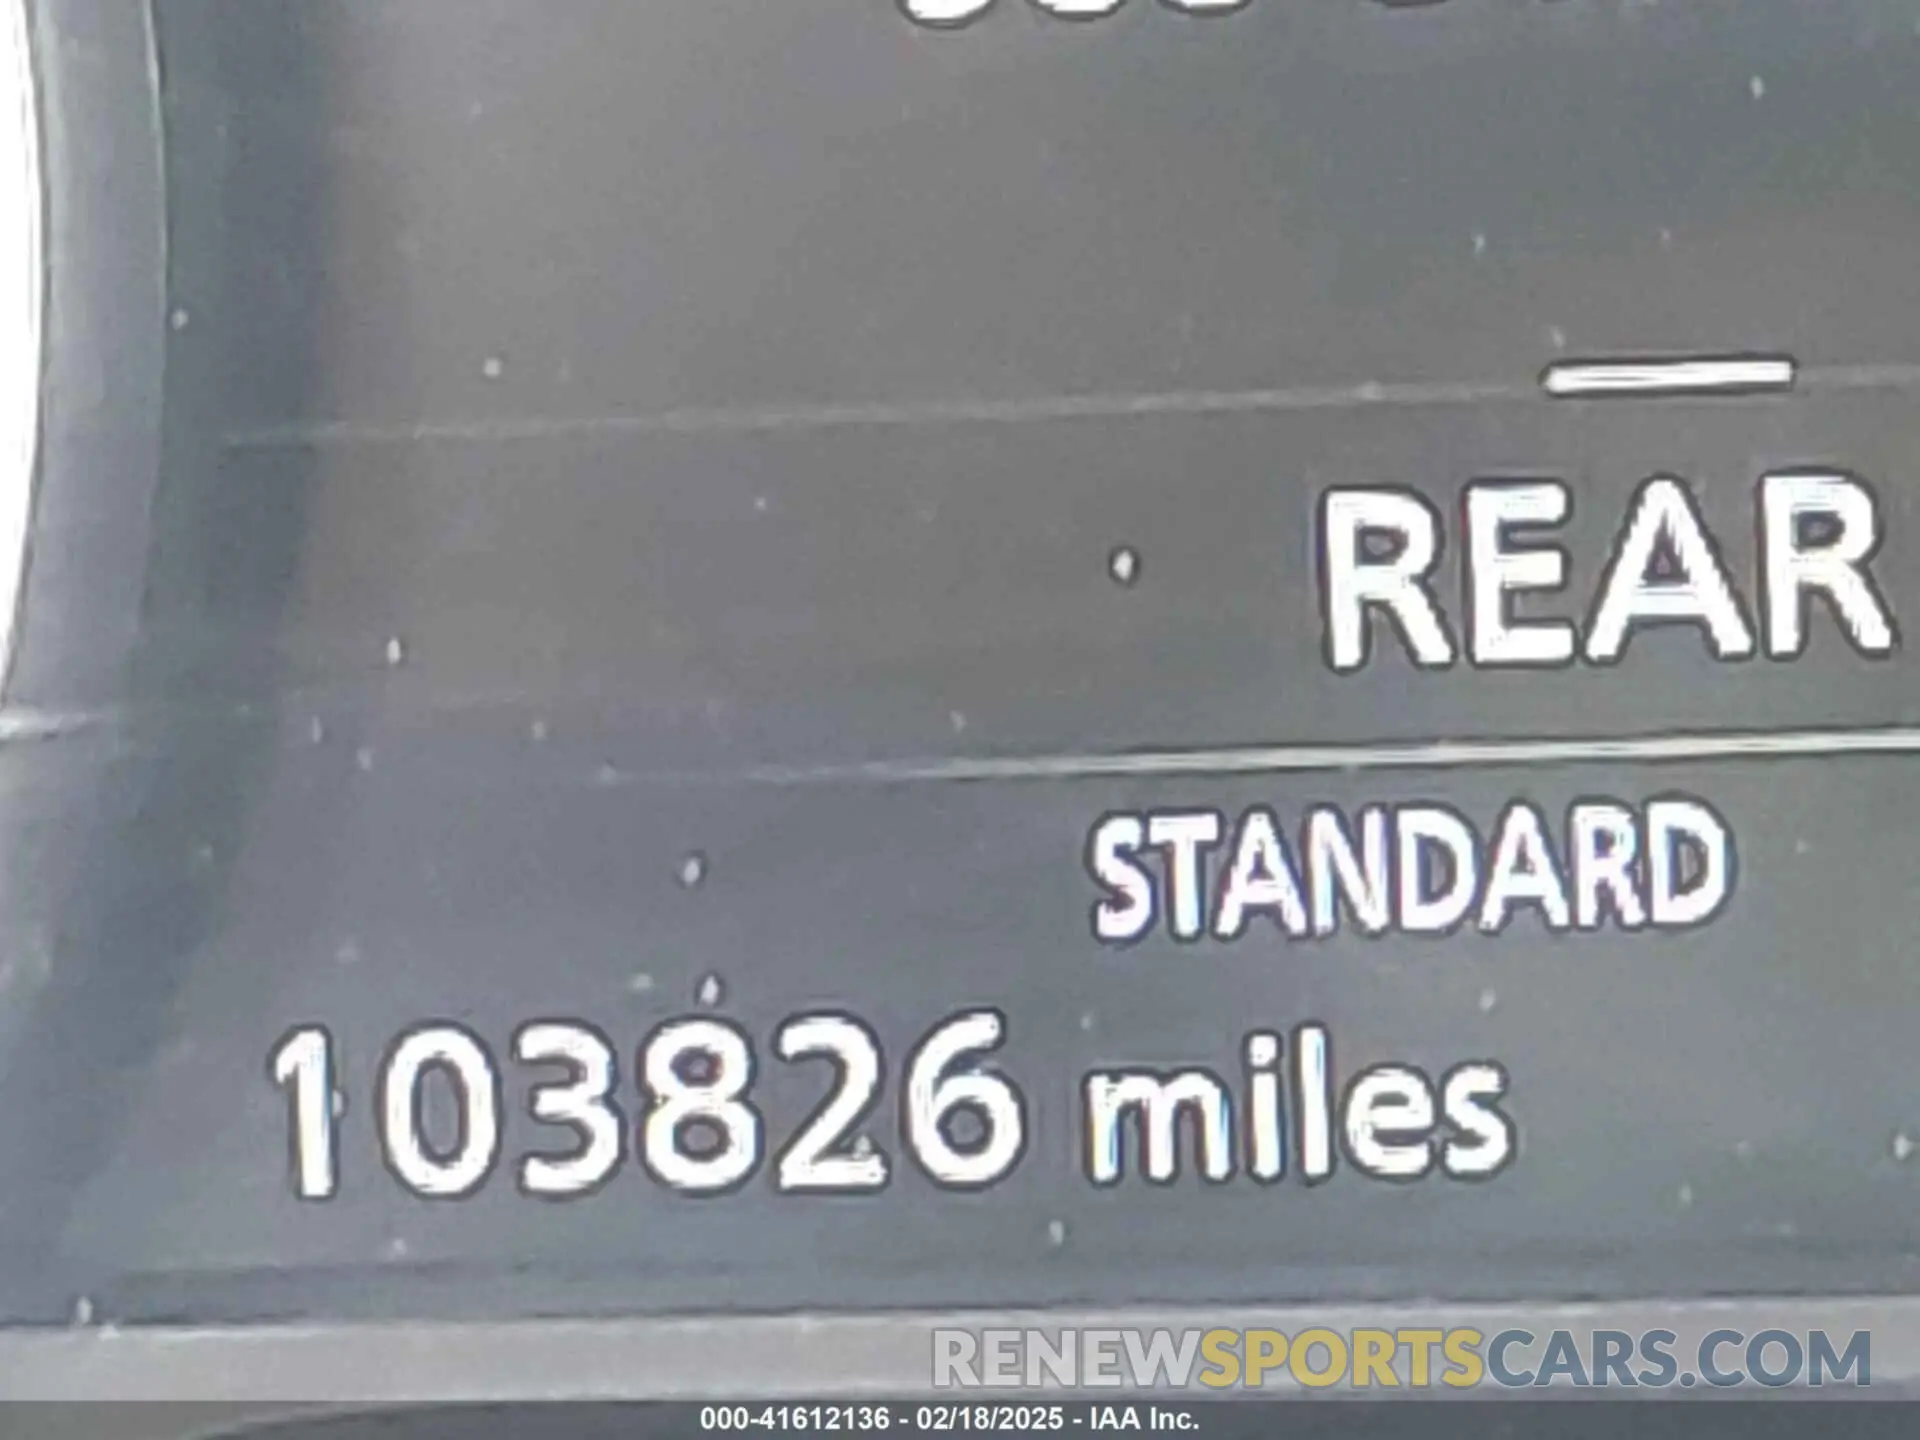 REAR
STANDARD
103826 miles
RENEWSPORTSCARS.COM
000-41612136 - 02/18/2025 - IAA Inc.